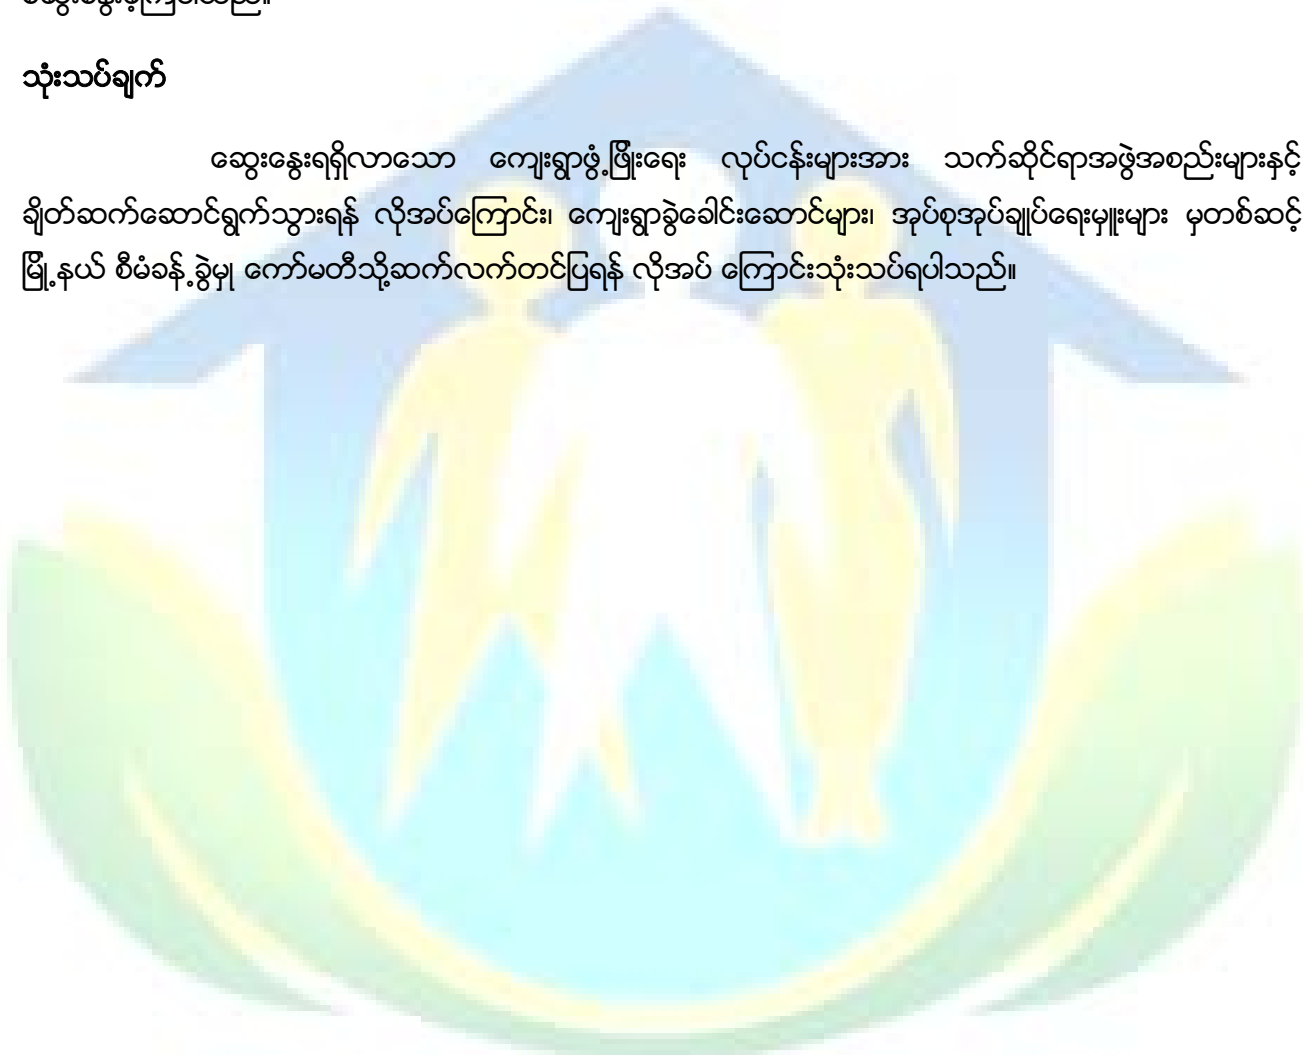 သုံးသပ်ချက်
ဆွေးနွေးရရှိလာသော ကျေးရွာဖွံ့ဖြိုးရေး လုပ်ငန်းများအား သက်ဆိုင်ရာအဖွဲ့အစည်းများနှင့်
ချိတ်ဆက်ဆောင်ရွက်သွားရန် လိုအပ်ကြောင်း၊ ကျေးရွာခွဲခေါင်းဆောင်များ၊ အုပ်စုအုပ်ချုပ်ရေးမှူးများ မှတစ်ဆင့်
မြို့နယ် စီမံခန့်ခွဲမှု ကော်မတီသို့ဆက်လက်တင်ပြရန် လိုအပ် ကြောင်းသုံးသပ်ရပါသည်။